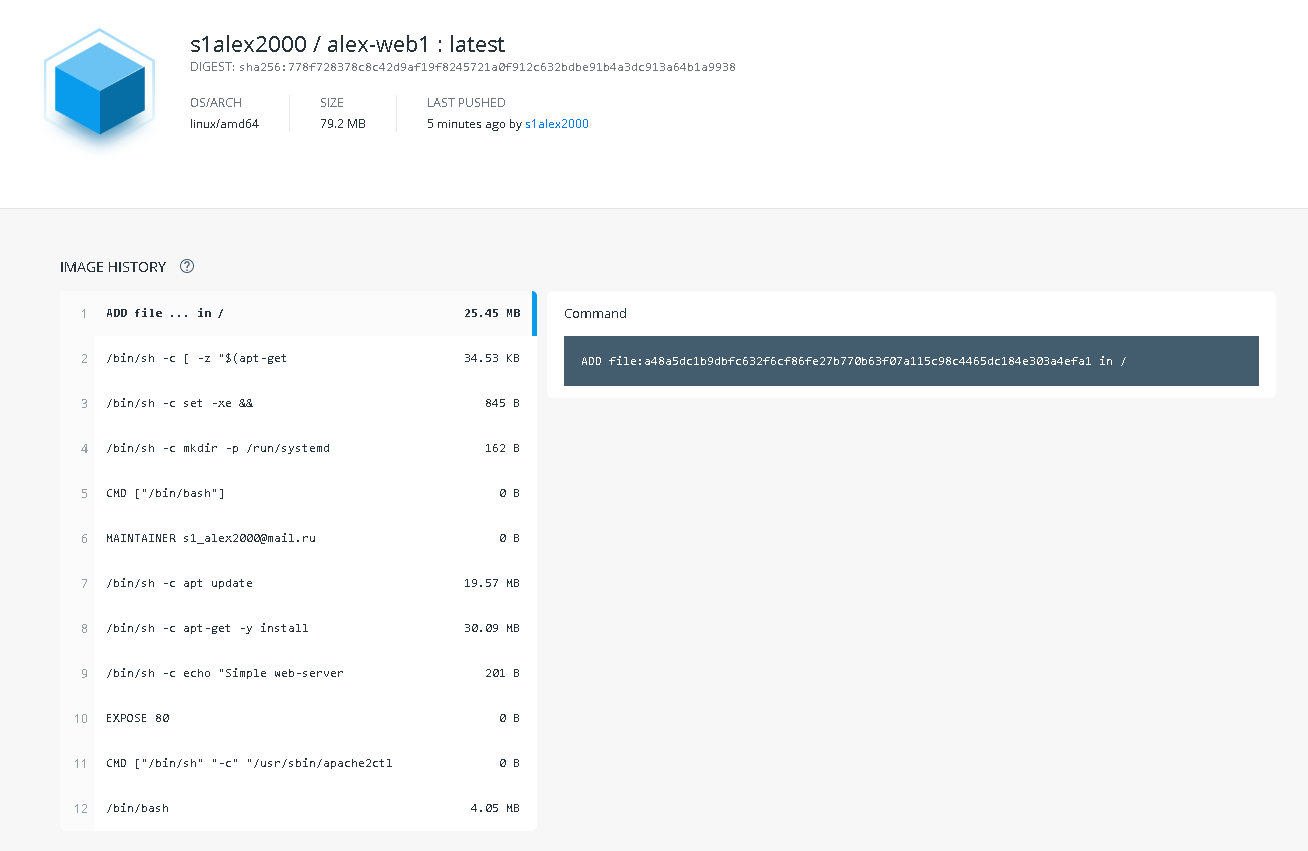 s1alex2000 / alex-web1 : latest
DIGEST: sha256:778f728378c8c42d9af19f8245721a0f912c632bdbe91b4a3dc913a64b1a9938
OS/ARCH SIZE LAST PUSHED
linux/amd64 79.2 MB 5 minutes ago by s1alex2000
IMAGE HISTORY ?
1 ADD file ... in / 25.45 MB
2 /bin/sh -c [ -z "$(apt-get 34.53 KB
3 /bin/sh -c set -xe && 845 B
4 /bin/sh -c mkdir -p /run/systemd 162 B
5 CMD ["/bin/bash"] 0 B
6 MAINTAINER s1_alex2000@mail.ru 0 B
7 /bin/sh -c apt update 19.57 MB
8 /bin/sh -c apt-get -y install 30.09 MB
9 /bin/sh -c echo "Simple web-server 201 B
10 EXPOSE 80 0 B
11 CMD ["/bin/sh" "-c" "/usr/sbin/apache2ctl 0 B
12 /bin/bash 4.05 MB
Command
ADD file:a48a5dc1b9dbfc632f6cf86fe27b770b63f07a115c98c4465dc184e303a4efa1 in /